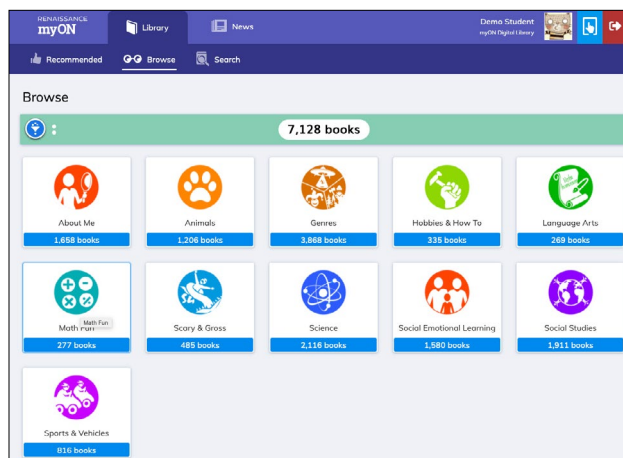 RENAISSANCE
myON
Library
News
Demo Student
myON Digital Library
Recommended
Browse
Search
Browse
7,128 books
About Me
Animals
Genres
Hobbies & How To
Language Arts
1,658 books
1,206 books
3,868 books
335 books
269 books
Math Fun
Math Fun
Scary & Gross
Science
Social Emotional Learning
Social Studies
277 books
485 books
2,116 books
1,580 books
1,911 books
Sports & Vehicles
816 books